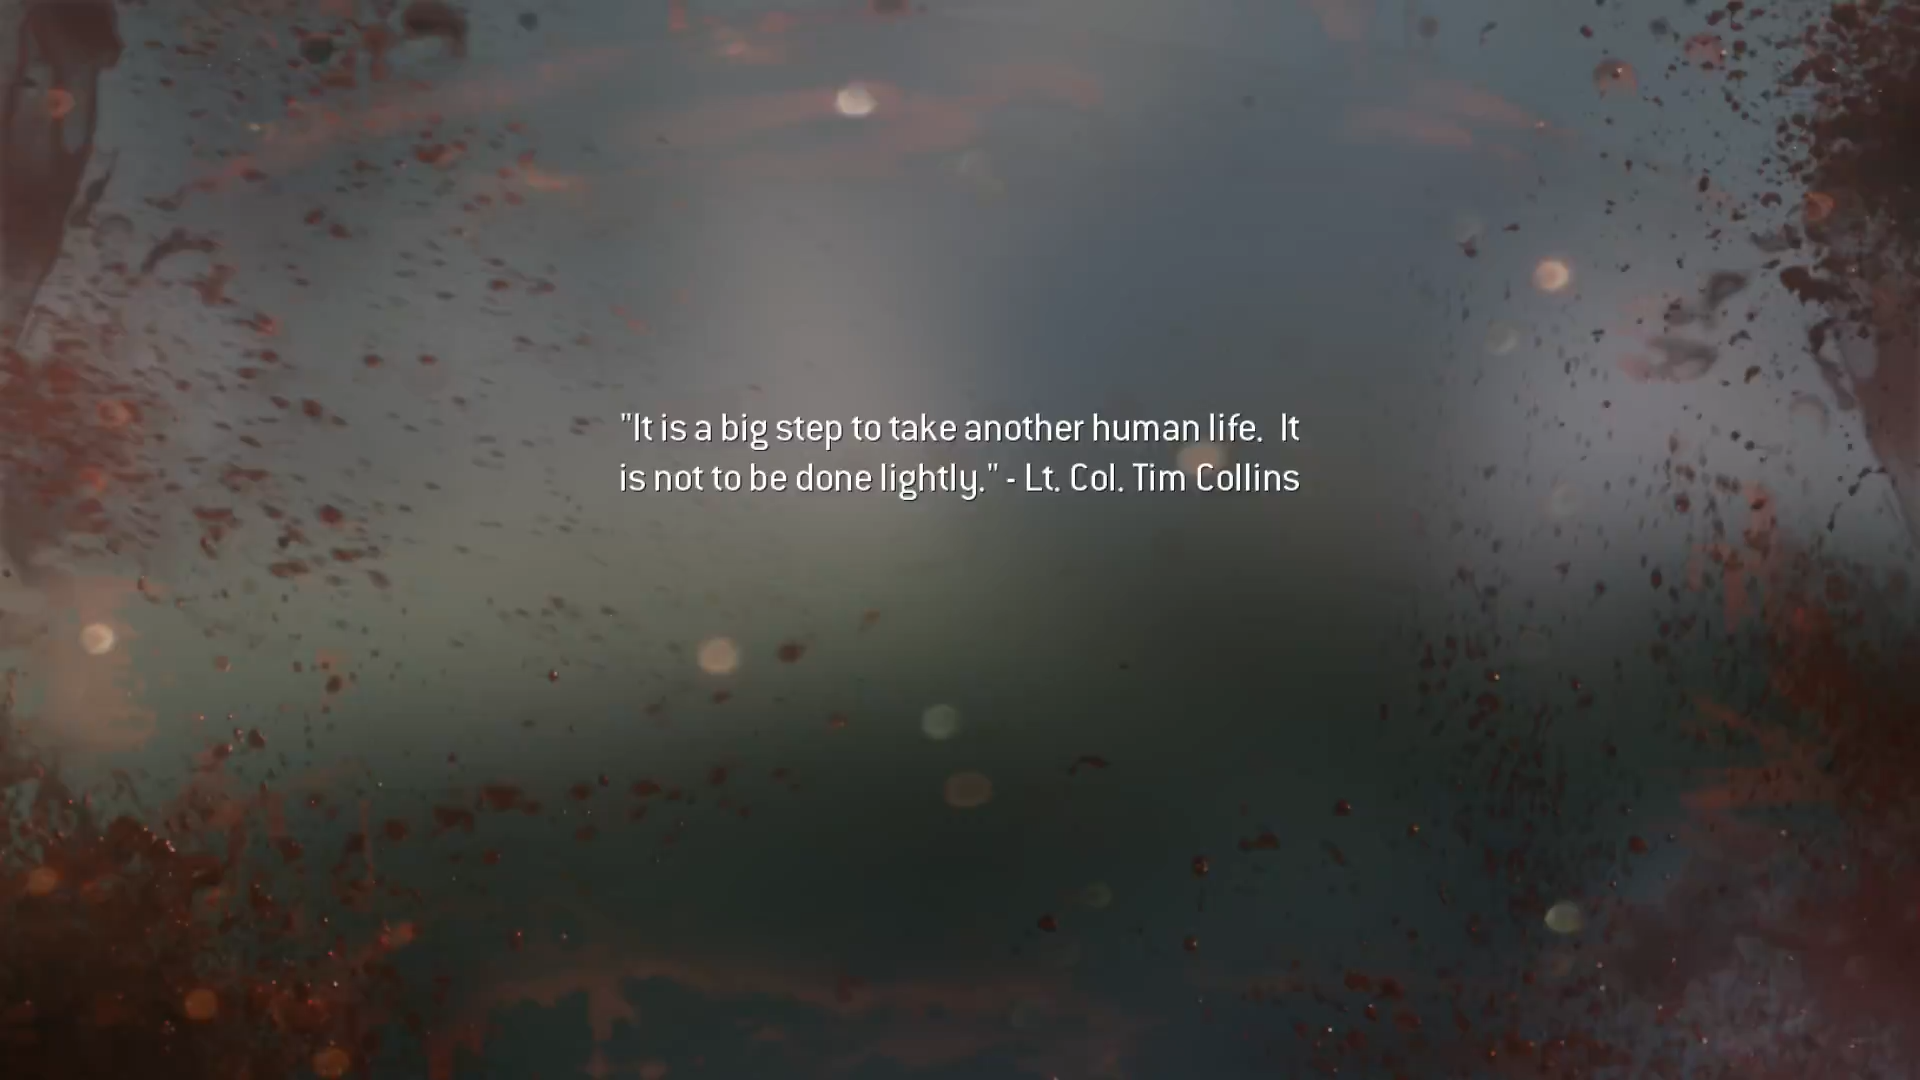 "It is a big step to take another human life.  It
is not to be done lightly." - Lt. Col. Tim Collins